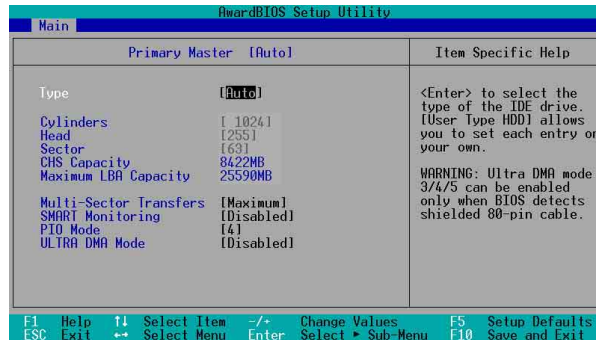 AwardBIOS Setup Utility
Main
Primary Master [Auto]
Item Specific Help
Type [Auto]
Cylinders [ 1024]
Head [255]
Sector [63]
CHS Capacity 8422MB
Maximum LBA Capacity 25590MB
Multi-Sector Transfers [Maximum]
SMART Monitoring [Disabled]
PIO Mode [4]
ULTRA DMA Mode [Disabled]
<Enter> to select the
type of the IDE drive.
[User Type HDD] allows
you to set each entry on
your own.
WARNING: Ultra DMA mode
3/4/5 can be enabled
only when BIOS detects
shielded 80-pin cable.
F1 Help ↑↓ Select Item -/+ Change Values F5 Setup Defaults
ESC Exit ←→ Select Menu Enter Select ► Sub-Menu F10 Save and Exit